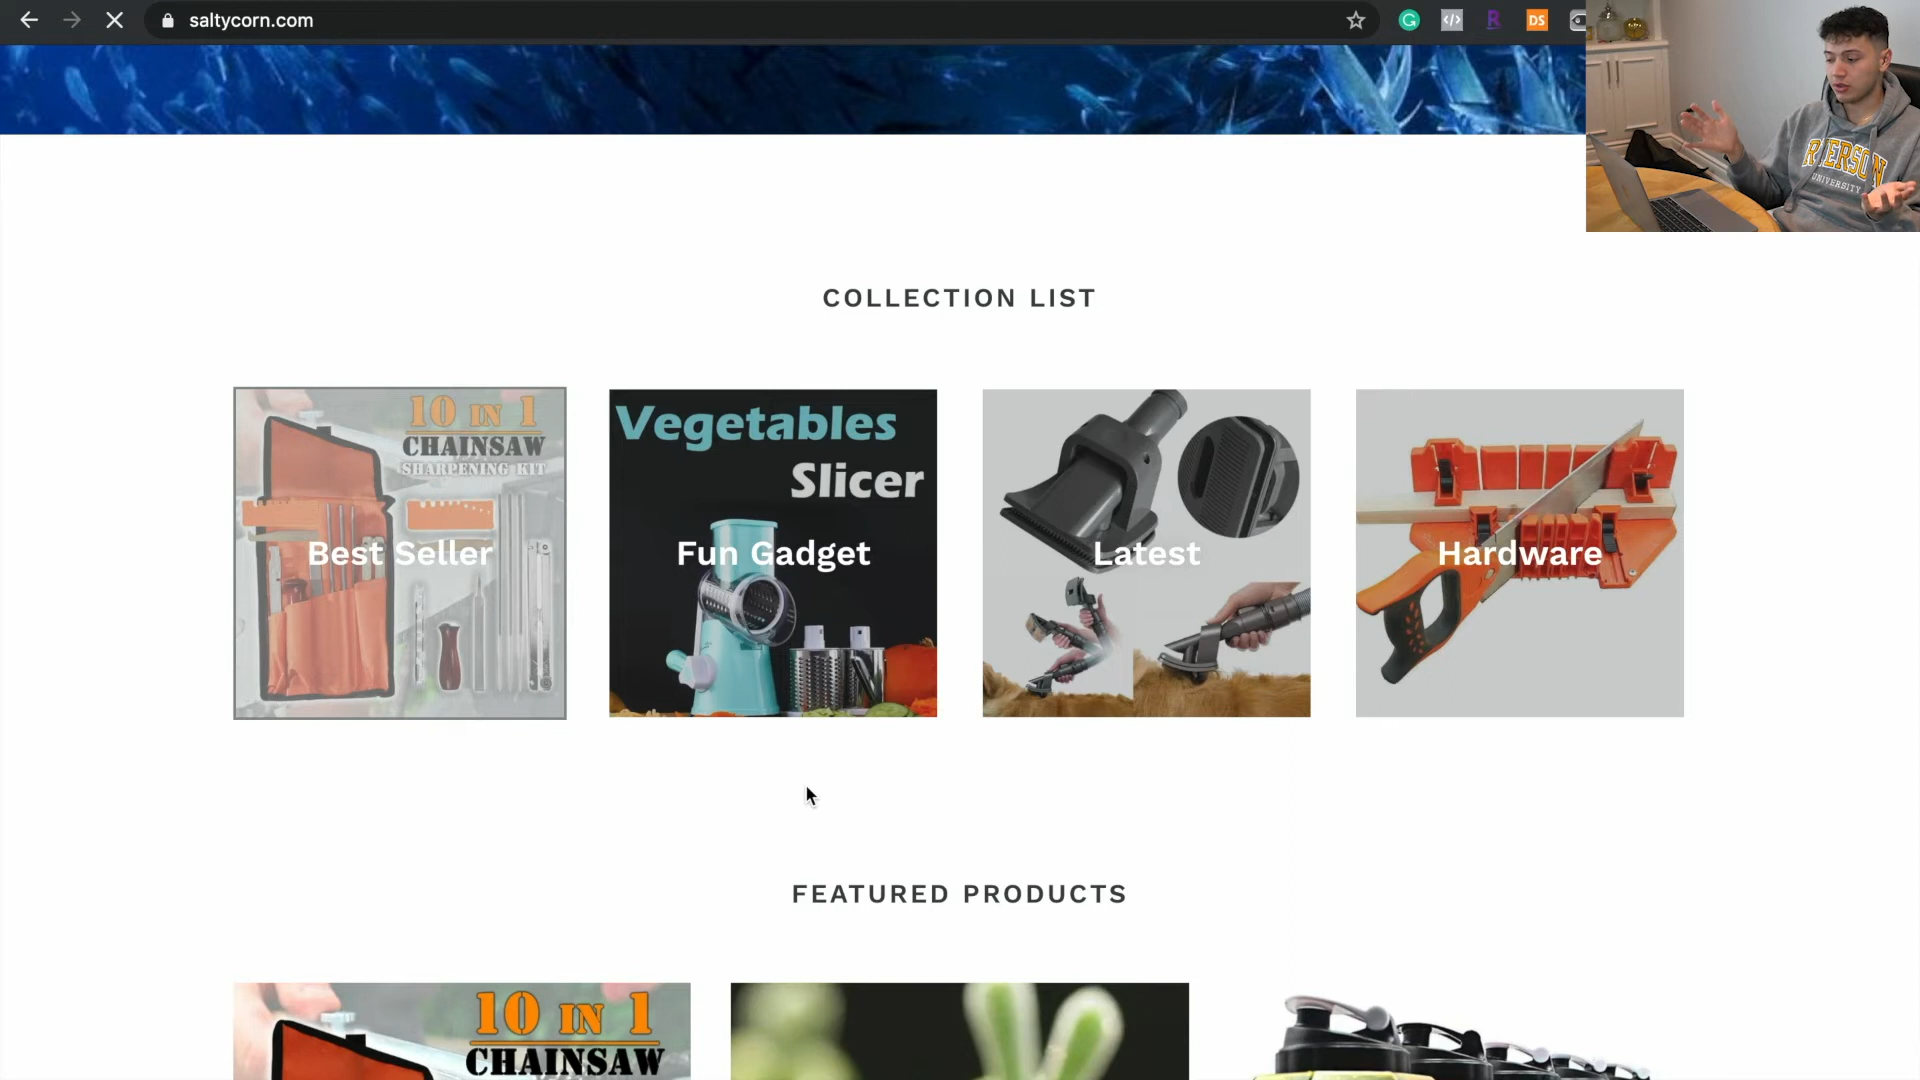 saltycorn.com
DS
UNIVERSITY
COLLECTION LIST
10 IN 1
CHAINSAW
SHARPENING KIT
Best Seller
Vegetables
Slicer
Fun Gadget
Latest
Hardware
FEATURED PRODUCTS
10 IN 1
CHAINSAW